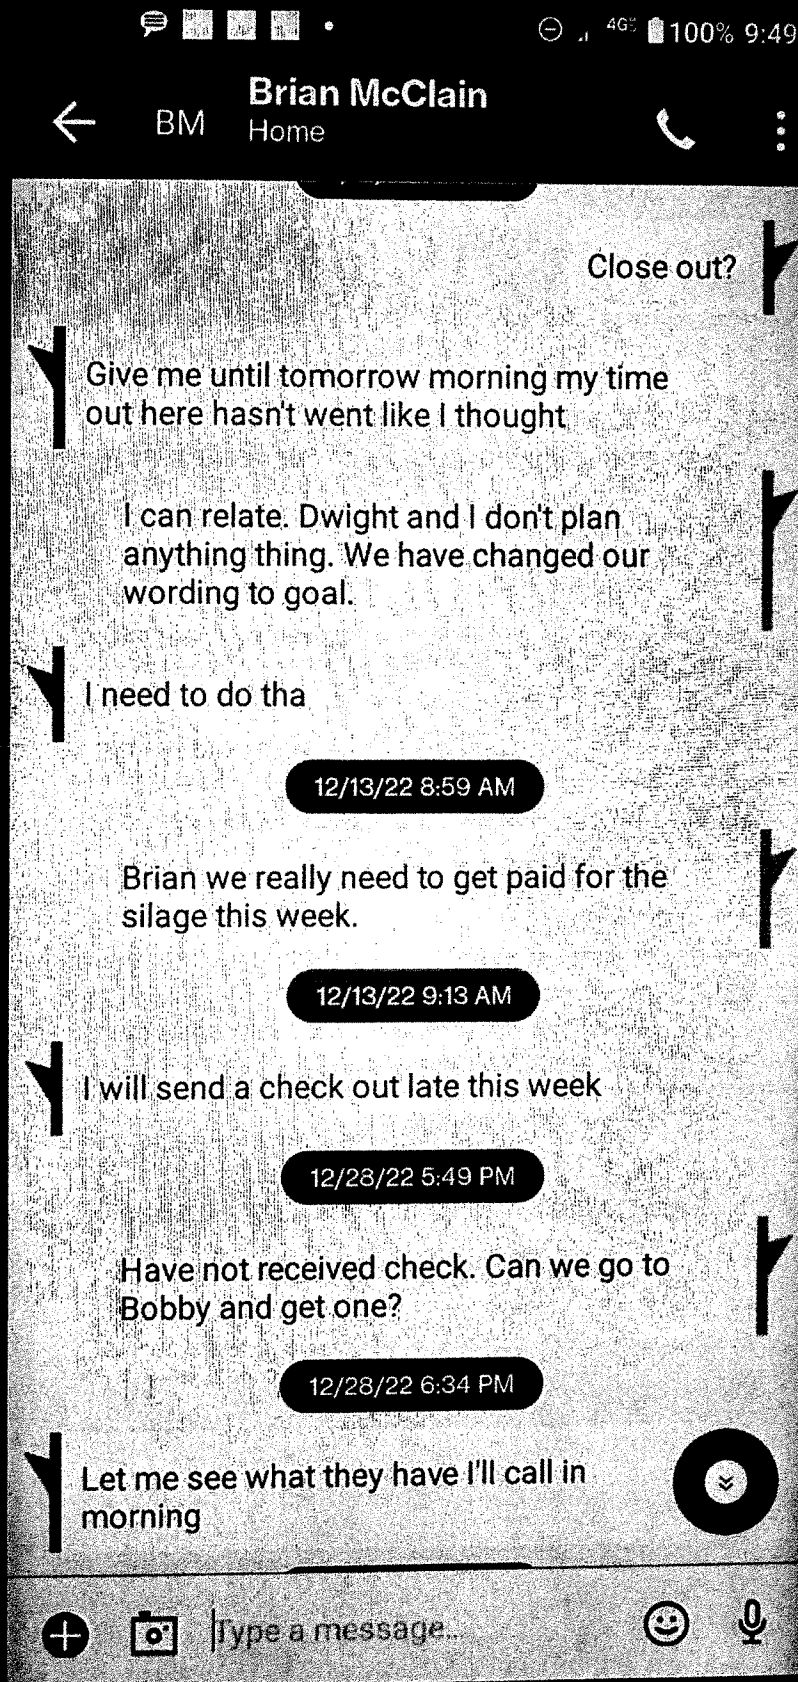 4G 100% 9:49
Brian McClain
BM
Home
Close out?
Give me until tomorrow morning my time
out here hasn't went like I thought
I can relate. Dwight and I don't plan
anything thing. We have changed our
wording to goal.
I need to do tha
12/13/22 8:59 AM
Brian we really need to get paid for the
silage this week.
12/13/22 9:13 AM
I will send a check out late this week
12/28/22 5:49 PM
Have not received check. Can we go to
Bobby and get one?
12/28/22 6:34 PM
Let me see what they have I'll call in
morning
Type a message...